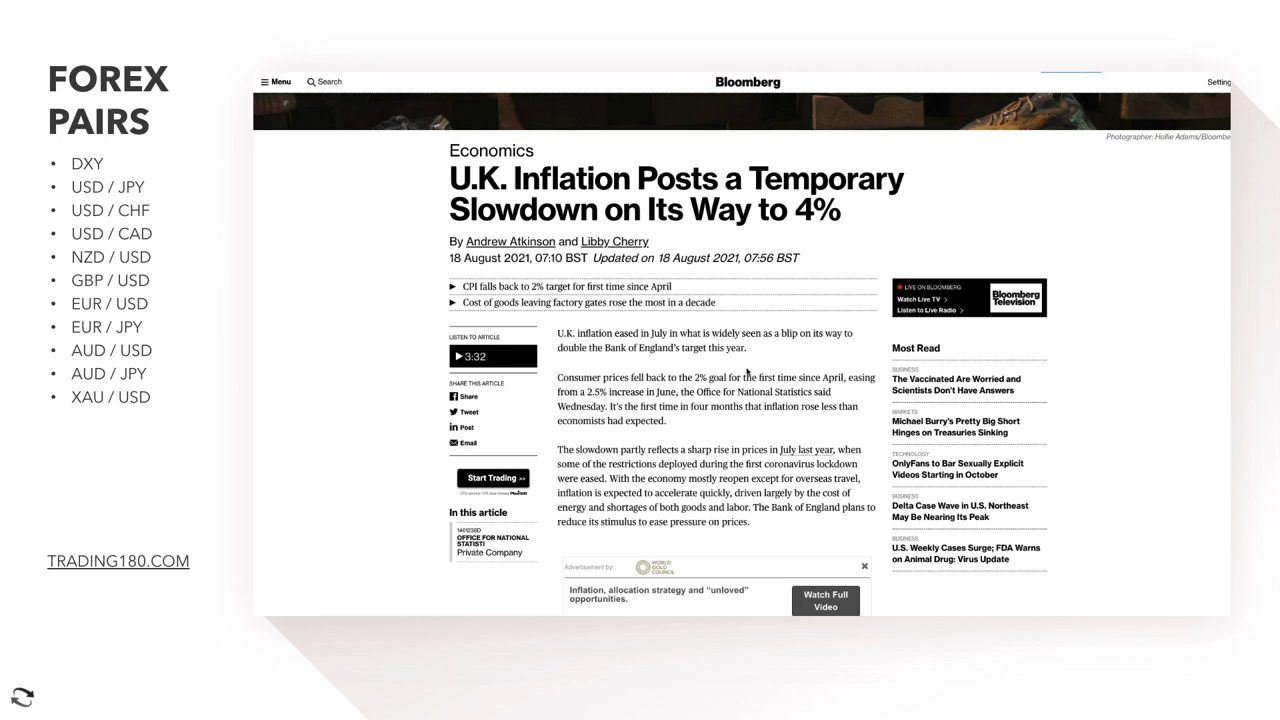 FOREX
PAIRS
• DXY
• USD / JPY
• USD / CHF
• USD / CAD
• NZD / USD
• GBP / USD
• EUR / USD
• EUR / JPY
• AUD / USD
• AUD / JPY
• XAU / USD
TRADING180.COM
Menu
Search
Bloomberg
Setting
Photographer: Hollie Adams/Bloombe
Economics
U.K. Inflation Posts a Temporary
Slowdown on Its Way to 4%
By Andrew Atkinson and Libby Cherry
18 August 2021, 07:10 BST Updated on 18 August 2021, 07:56 BST
CPI falls back to 2% target for first time since April
Cost of goods leaving factory gates rose the most in a decade
LISTEN TO ARTICLE
3:32
SHARE THIS ARTICLE
Share
Tweet
Post
Email
Start Trading >>
In this article
OFFICE FOR NATIONAL
STATISTI
Private Company
U.K. inflation eased in July in what is widely seen as a blip on its way to
double the Bank of England's target this year.
Consumer prices fell back to the 2% goal for the first time since April, easing
from a 2.5% increase in June, the Office for National Statistics said
Wednesday. It's the first time in four months that inflation rose less than
economists had expected.
The slowdown partly reflects a sharp rise in prices in July last year, when
some of the restrictions deployed during the first coronavirus lockdown
were eased. With the economy mostly reopen except for overseas travel,
inflation is expected to accelerate quickly, driven largely by the cost of
energy and shortages of both goods and labor. The Bank of England plans to
reduce its stimulus to ease pressure on prices.
Advertisement by:
WORLD
GOLD
COUNCIL
Inflation, allocation strategy and “unloved”
opportunities.
Watch Full
Video
LIVE ON BLOOMBERG
Watch Live TV >
Listen to Live Radio >
Bloomberg
Television
Most Read
BUSINESS
The Vaccinated Are Worried and
Scientists Don't Have Answers
MARKETS
Michael Burry's Pretty Big Short
Hinges on Treasuries Sinking
TECHNOLOGY
OnlyFans to Bar Sexually Explicit
Videos Starting in October
BUSINESS
Delta Case Wave in U.S. Northeast
May Be Nearing Its Peak
BUSINESS
U.S. Weekly Cases Surge; FDA Warns
on Animal Drug: Virus Update